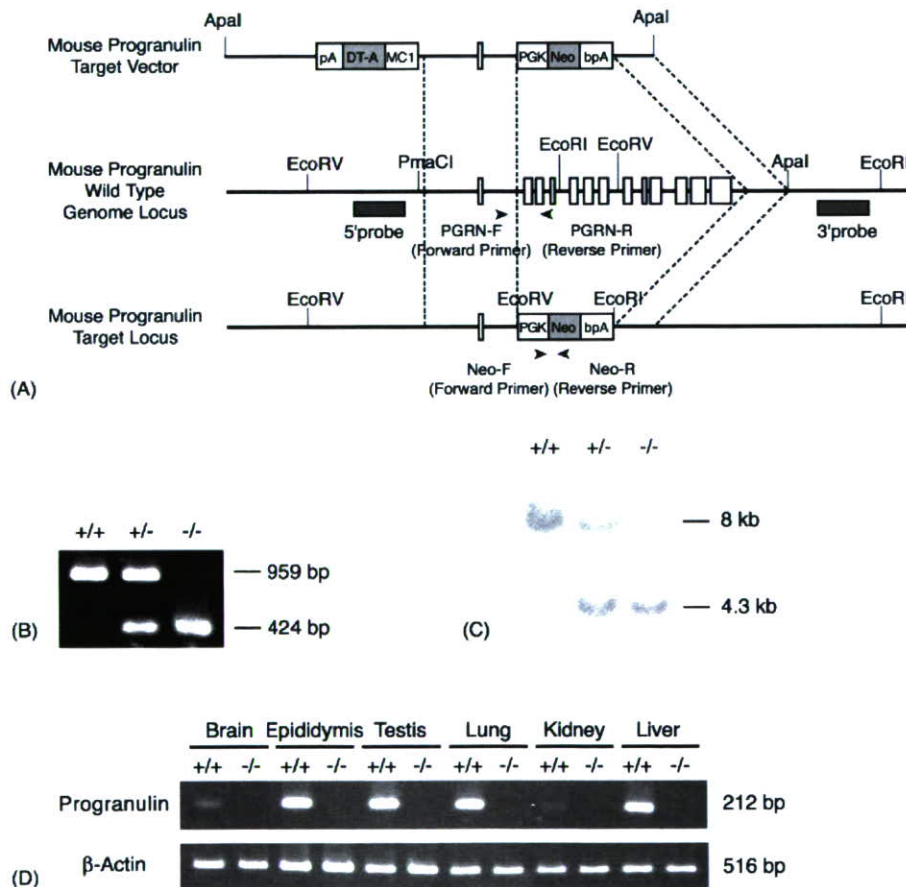 ApaI ApaI
Mouse Progranulin
Target Vector
pA DT-A MC1 PGK Neo bpA
Mouse Progranulin
Wild Type
Genome Locus
EcoRV PmaCI EcoRI EcoRV ApaI EcoRI
5'probe
PGRN-F
(Forward Primer)
PGRN-R
(Reverse Primer)
3'probe
Mouse Progranulin
Target Locus
EcoRV EcoRV EcoRI EcoRI
PGK Neo bpA
Neo-F
(Forward Primer)
Neo-R
(Reverse Primer)
(A)
+/+ +/- -/-
959 bp
424 bp
(B)
+/+ +/- -/-
8 kb
4.3 kb
(C)
Brain Epididymis Testis Lung Kidney Liver
+/+ -/- +/+ -/- +/+ -/- +/+ -/- +/+ -/- +/+ -/-
Progranulin 212 bp
β-Actin 516 bp
(D)